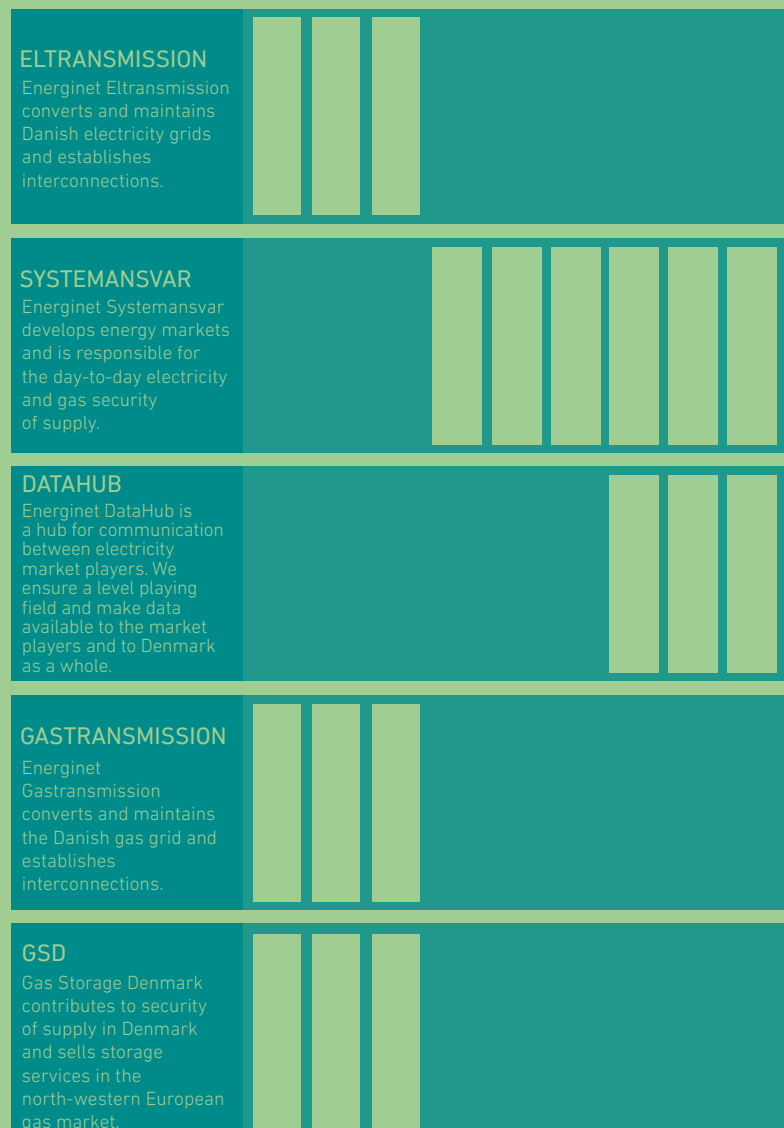 ELTRANSMISSION
Energinet Eltransmission
converts and maintains
Danish electricity grids
and establishes
interconnections.
SYSTEMANSVAR
Energinet Systemansvar
develops energy markets
and is responsible for
the day-to-day electricity
and gas security
of supply.
DATAHUB
Energinet DataHub is
a hub for communication
between electricity
market players. We
ensure a level playing
field and make data
available to the market
players and to Denmark
as a whole.
GASTRANSMISSION
Energinet
Gastransmission
converts and maintains
the Danish gas grid and
establishes
interconnections.
GSD
Gas Storage Denmark
contributes to security
of supply in Denmark
and sells storage
services in the
north-western European
gas market.